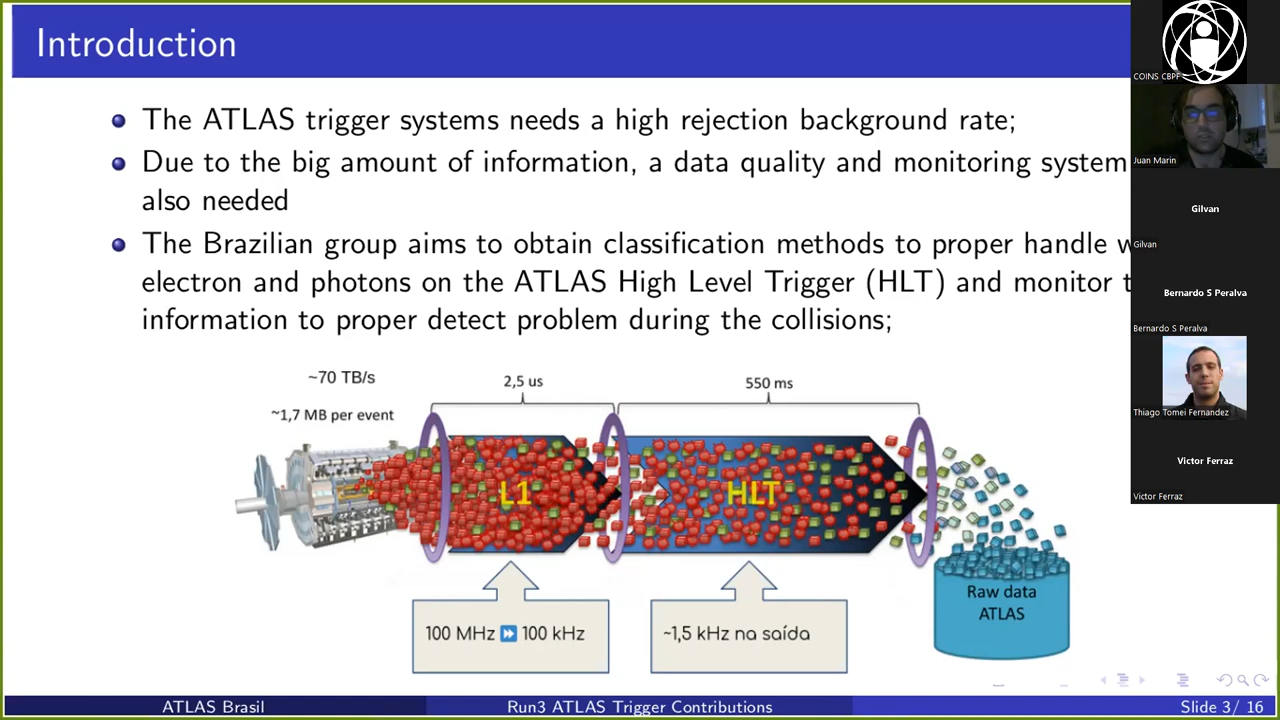 Introduction
The ATLAS trigger systems needs a high rejection background rate;
Due to the big amount of information, a data quality and monitoring system
also needed
The Brazilian group aims to obtain classification methods to proper handle
electron and photons on the ATLAS High Level Trigger (HLT) and monitor
information to proper detect problem during the collisions;
~70 TB/s
2,5 us
550 ms
~1,7 MB per event
L1
HLT
Raw data
ATLAS
100 MHz ⏩ 100 kHz
~1,5 kHz na saída
ATLAS Brasil
Run3 ATLAS Trigger Contributions
Slide 3/ 16
COINS CBPF
Juan Marin
Gilvan
Gilvan
Bernardo S Peralva
Bernardo S Peralva
Thiago Tomei Fernandez
Victor Ferraz
Victor Ferraz